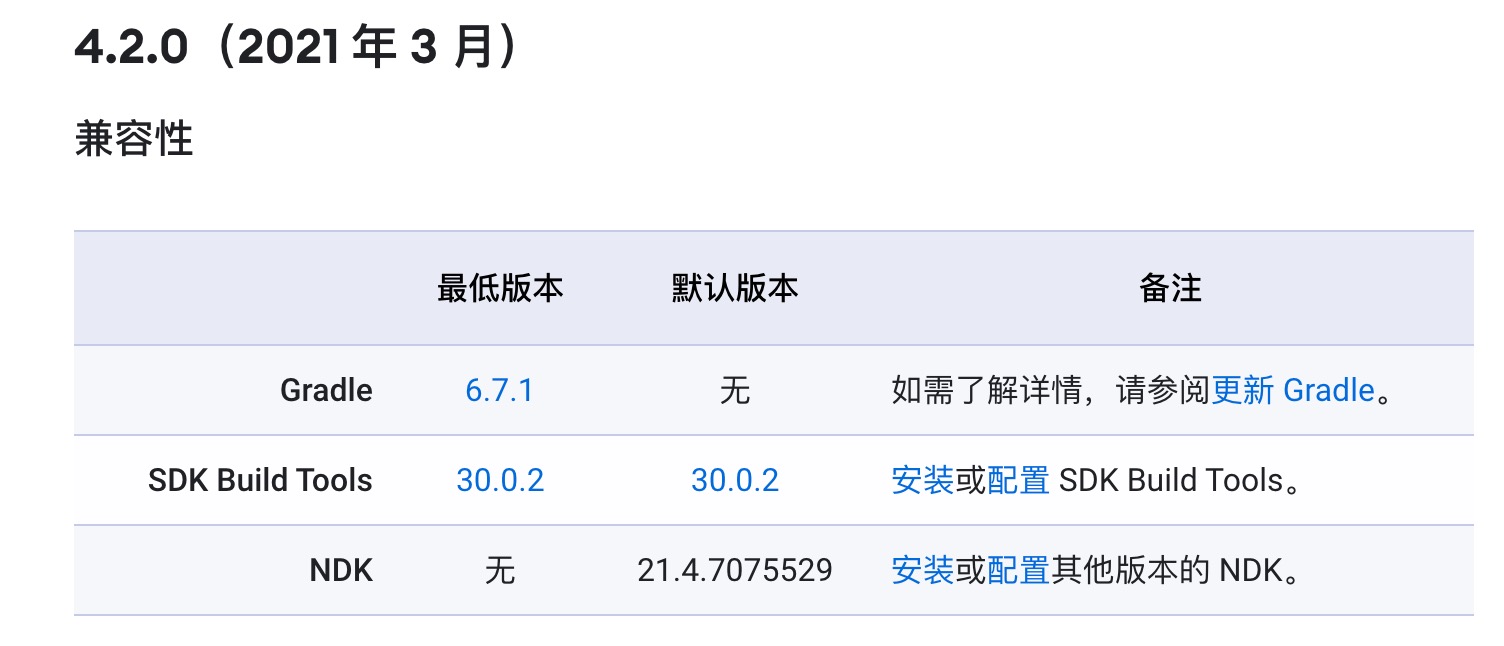 4.2.0（2021 年 3 月）
兼容性
最低版本 默认版本 备注
Gradle 6.7.1 无 如需了解详情，请参阅更新 Gradle。
SDK Build Tools 30.0.2 30.0.2 安装或配置 SDK Build Tools。
NDK 无 21.4.7075529 安装或配置其他版本的 NDK。